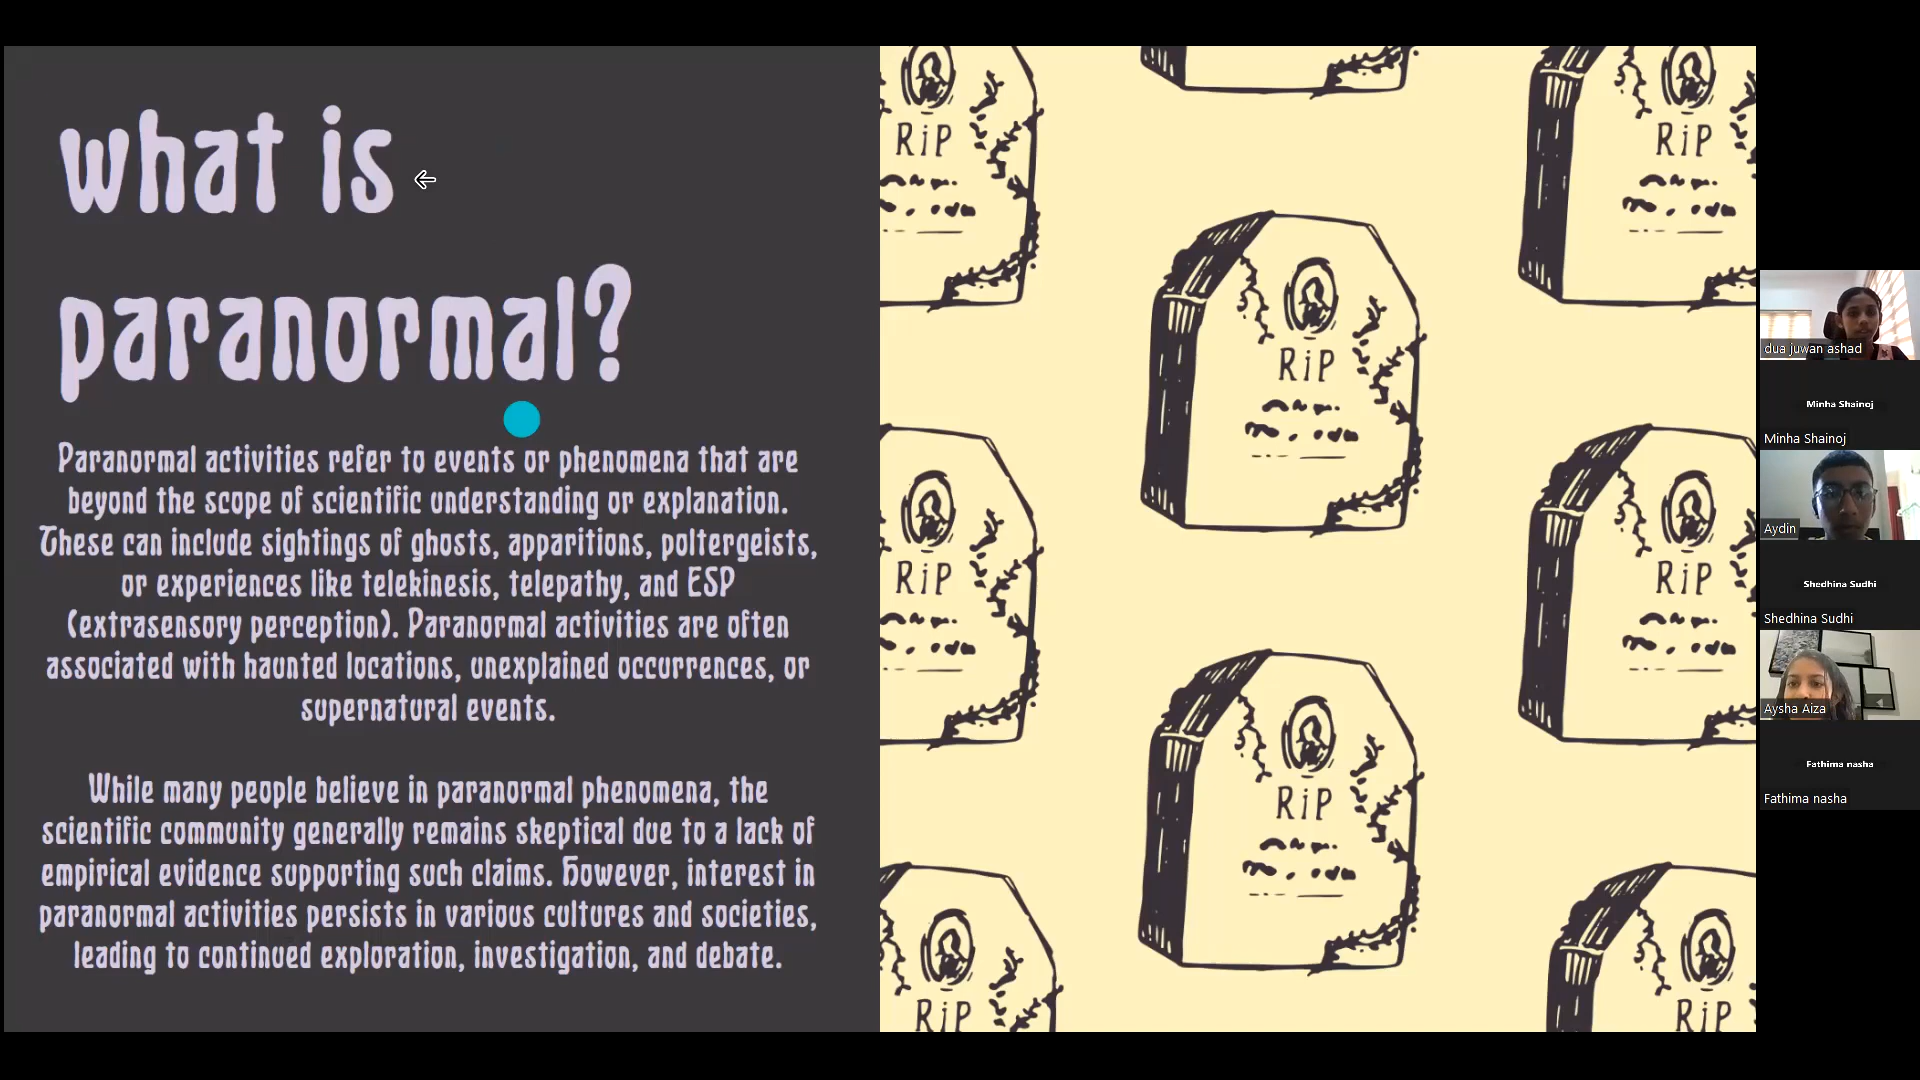 what is
paranormal?
Paranormal activities refer to events or phenomena that are
beyond the scope of scientific understanding or explanation.
These can include sightings of ghosts, apparitions, poltergeists,
or experiences like telekinesis, telepathy, and ESP
(extrasensory perception). Paranormal activities are often
associated with haunted locations, unexplained occurrences, or
supernatural events.
While many people believe in paranormal phenomena, the
scientific community generally remains skeptical due to a lack of
empirical evidence supporting such claims. However, interest in
paranormal activities persists in various cultures and societies,
leading to continued exploration, investigation, and debate.
RiP
RiP
RiP
RiP
RiP
RiP
RiP
RiP
dua juwan ashad
Minha Shainoj
Minha Shainoj
Aydin
Shedhina Sudhi
Shedhina Sudhi
Aysha Aiza
Fathima nasha
Fathima nasha